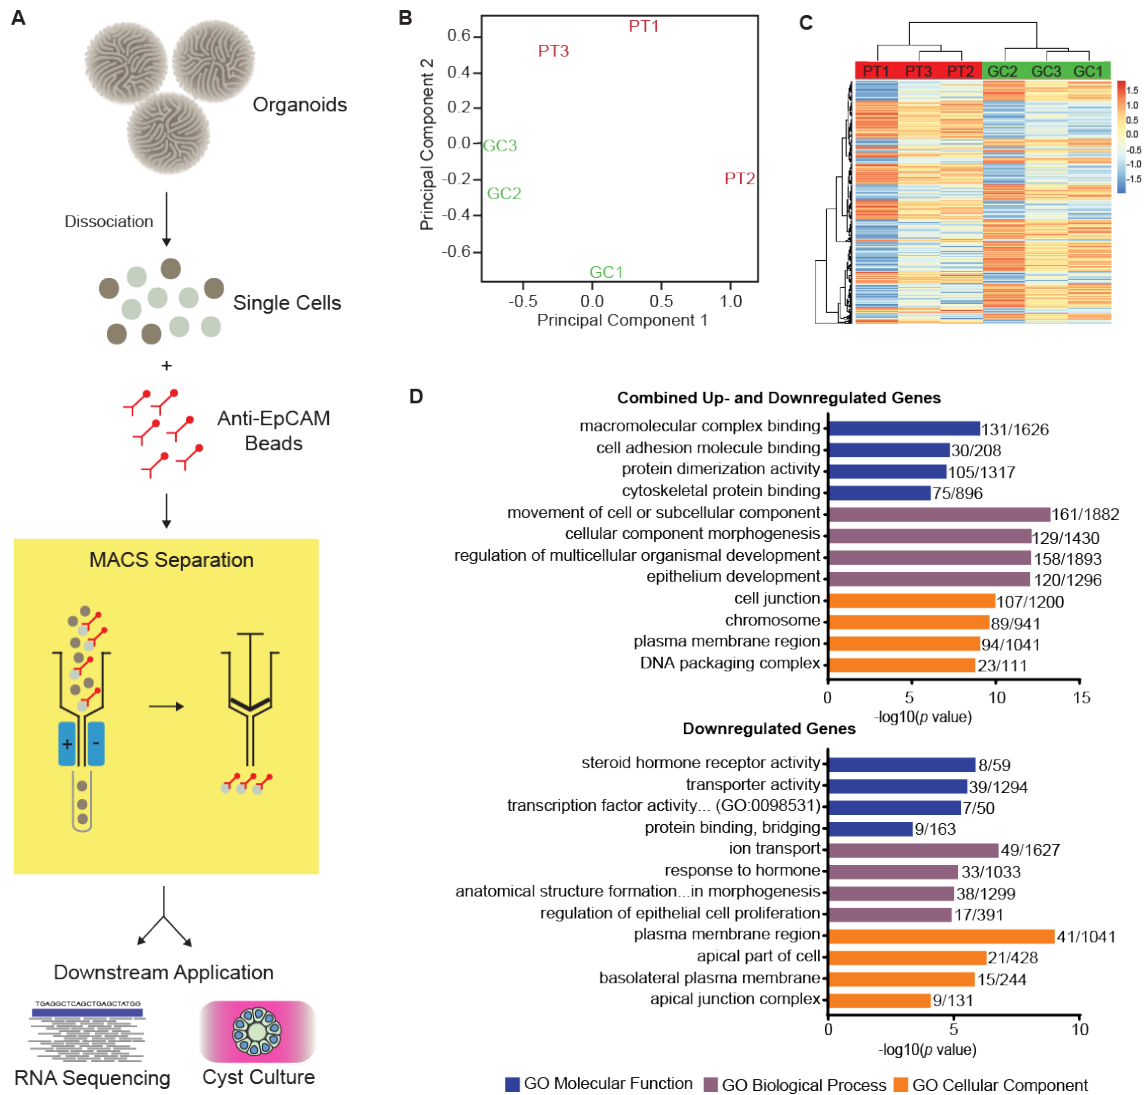 A
Organoids
Dissociation
Single Cells
+
Anti-EpCAM
Beads
MACS Separation
+
-
Downstream Application
TGAGGCTCAGCTGAGCTATGG
RNA Sequencing
Cyst Culture
B
Principal Component 2
0.6
0.4
0.2
0.0
-0.2
-0.4
-0.6
PT1
PT3
GC3
PT2
GC2
GC1
-0.5
0.0
0.5
1.0
Principal Component 1
C
PT1
PT3
PT2
GC2
GC3
GC1
1.5
1.0
0.5
-0.0
-0.5
-1.0
-1.5
D
Combined Up- and Downregulated Genes
macromolecular complex binding 131/1626
cell adhesion molecule binding 30/208
protein dimerization activity 105/1317
cytoskeletal protein binding 75/896
movement of cell or subcellular component 161/1882
cellular component morphogenesis 129/1430
regulation of multicellular organismal development 158/1893
epithelium development 120/1296
cell junction 107/1200
chromosome 89/941
plasma membrane region 94/1041
DNA packaging complex 23/111
0 5 10 15
-log10(p value)
Downregulated Genes
steroid hormone receptor activity 8/59
transporter activity 39/1294
transcription factor activity... (GO:0098531) 7/50
protein binding, bridging 9/163
ion transport 49/1627
response to hormone 33/1033
anatomical structure formation...in morphogenesis 38/1299
regulation of epithelial cell proliferation 17/391
plasma membrane region 41/1041
apical part of cell 21/428
basolateral plasma membrane 15/244
apical junction complex 9/131
0 5 10
-log10(p value)
GO Molecular Function GO Biological Process GO Cellular Component